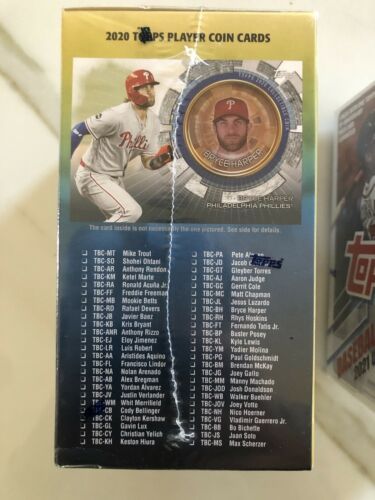 2020 TOPPS PLAYER COIN CARDS
Topps
BRYCE HARPER
BRYCE HARPER
PHILADELPHIA PHILLIES
The card inside is not necessarily the one pictured. See side for details.
TBC-MT Mike Trout
TBC-SO Shohei Ohtani
TBC-AR Anthony Rendon
TBC-KM Ketel Marte
TBC-RA Ronald Acuña Jr.
TBC-FF Freddie Freeman
TBC-MB Mookie Betts
TBC-RD Rafael Devers
TBC-JB Javier Baez
TBC-KB Kris Bryant
TBC-ANR Anthony Rizzo
TBC-EJ Eloy Jimenez
TBC-LR Luis Robert
TBC-AA Aristides Aquino
TBC-FL Francisco Lindor
TBC-NA Nolan Arenado
TBC-AB Alex Bregman
TBC-YA Yordan Alvarez
TBC-JV Justin Verlander
TBC-WM Whit Merrifield
TBC-CB Cody Bellinger
TBC-CK Clayton Kershaw
TBC-GL Gavin Lux
TBC-CY Christian Yelich
TBC-KH Keston Hiura
TBC-PA Pete
TBC-JD Jacob
TBC-GT Gleyber Torres
TBC-AJ Aaron Judge
TBC-GC Gerrit Cole
TBC-MC Matt Chapman
TBC-JL Jesus Luzardo
TBC-BH Bryce Harper
TBC-RH Rhys Hoskins
TBC-FT Fernando Tatis Jr.
TBC-BP Buster Posey
TBC-KL Kyle Lewis
TBC-YM Yadier Molina
TBC-PG Paul Goldschmidt
TBC-BM Brendan McKay
TBC-JG Joey Gallo
TBC-MM Manny Machado
TBC-JOD Josh Donaldson
TBC-WB Walker Buehler
TBC-JOV Joey Votto
TBC-NH Nico Hoerner
TBC-VG Vladimir Guerrero Jr.
TBC-BB Bo Bichette
TBC-JS Juan Soto
TBC-MS Max Scherzer
Topps
BASEBALL
2021